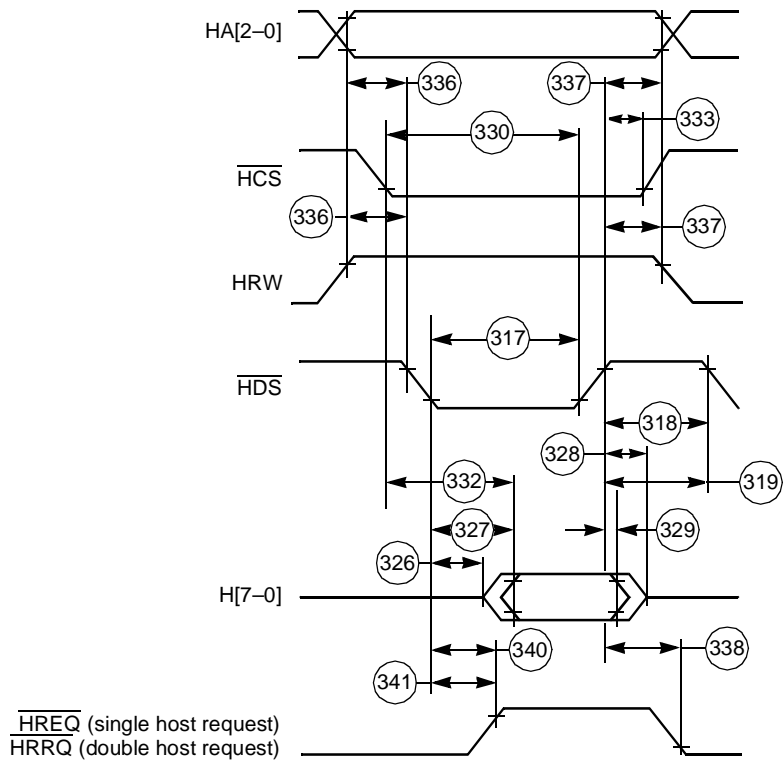 HA[2–0]
336
337
333
330
HCS
336
337
HRW
317
HDS
318
328
332
319
327
329
326
H[7–0]
340
338
341
HREQ (single host request)
HRRQ (double host request)